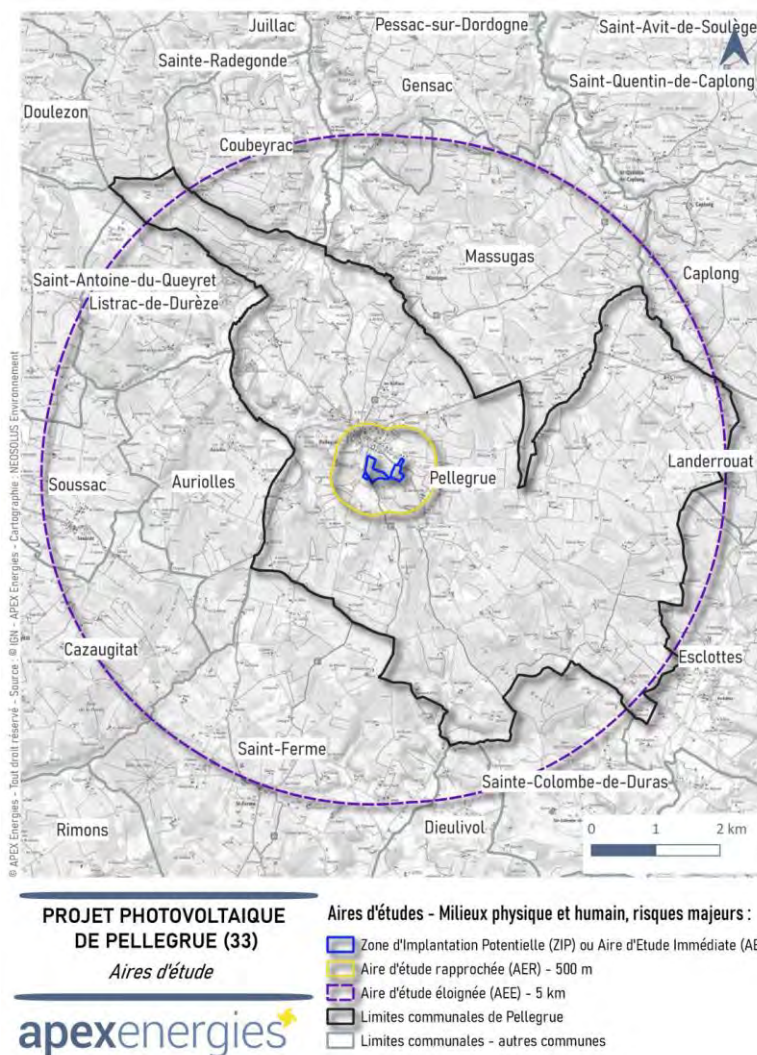 Juillac
Pessac-sur-Dordogne
Saint-Avit-de-Soulège
Sainte-Radegonde
Gensac
Saint-Quentin-de-Caplong
Doulezon
Coubeyrac
Massugas
Caplong
Saint-Antoine-du-Queyret
Listrac-de-Durèze
Soussac
Auriolles
Pellegrue
Landerrouat
Cazaugitat
Esclottes
Saint-Ferme
Sainte-Colombe-de-Duras
Rimons
Dieulivol
0 1 2 km
© APEX Energies - Tout droit réservé - Source : © IGN - APEX Energies - Cartographie : NEOSOLUS Environnement
PROJET PHOTOVOLTAIQUE
DE PELLEGRUE (33)
Aires d'étude
apexenergies
Aires d'études - Milieux physique et humain, risques majeurs :
Zone d'Implantation Potentielle (ZIP) ou Aire d'Etude Immédiate (AE
Aire d'étude rapprochée (AER) - 500 m
Aire d'étude éloignée (AEE) - 5 km
Limites communales de Pellegrue
Limites communales - autres communes